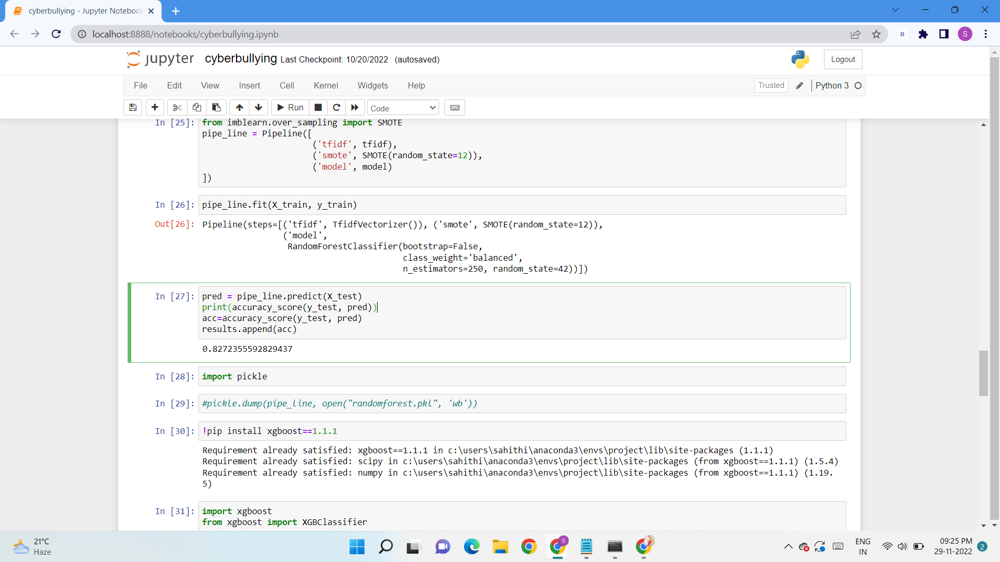 cyberbullying - Jupyter Notebook
localhost:8888/notebooks/cyberbullying.ipynb
B
S
jupyter cyberbullying Last Checkpoint: 10/20/2022 (autosaved)
Logout
File Edit View Insert Cell Kernel Widgets Help
Trusted
Python 3
Run
Code
In [25]: from imblearn.over_sampling import SMOTE
pipe_line = Pipeline([
('tfidf', tfidf),
('smote', SMOTE(random_state=12)),
('model', model)
])
In [26]: pipe_line.fit(X_train, y_train)
Out[26]: Pipeline(steps=[('tfidf', TfidfVectorizer()), ('smote', SMOTE(random_state=12)),
('model',
RandomForestClassifier(bootstrap=False,
class_weight='balanced',
n_estimators=250, random_state=42))])
In [27]: pred = pipe_line.predict(X_test)
print(accuracy_score(y_test, pred))
acc=accuracy_score(y_test, pred)
results.append(acc)
0.8272355592829437
In [28]: import pickle
In [29]: #pickle.dump(pipe_line, open("randomforest.pkl", 'wb'))
In [30]: !pip install xgboost==1.1.1
Requirement already satisfied: xgboost==1.1.1 in c:\users\sahithi\anaconda3\envs\project\lib\site-packages (1.1.1)
Requirement already satisfied: scipy in c:\users\sahithi\anaconda3\envs\project\lib\site-packages (from xgboost==1.1.1) (1.5.4)
Requirement already satisfied: numpy in c:\users\sahithi\anaconda3\envs\project\lib\site-packages (from xgboost==1.1.1) (1.19.
5)
In [31]: import xgboost
from xgboost import XGBClassifier
21°C
Haze
S
ENG
IN
09:25 PM
29-11-2022
2